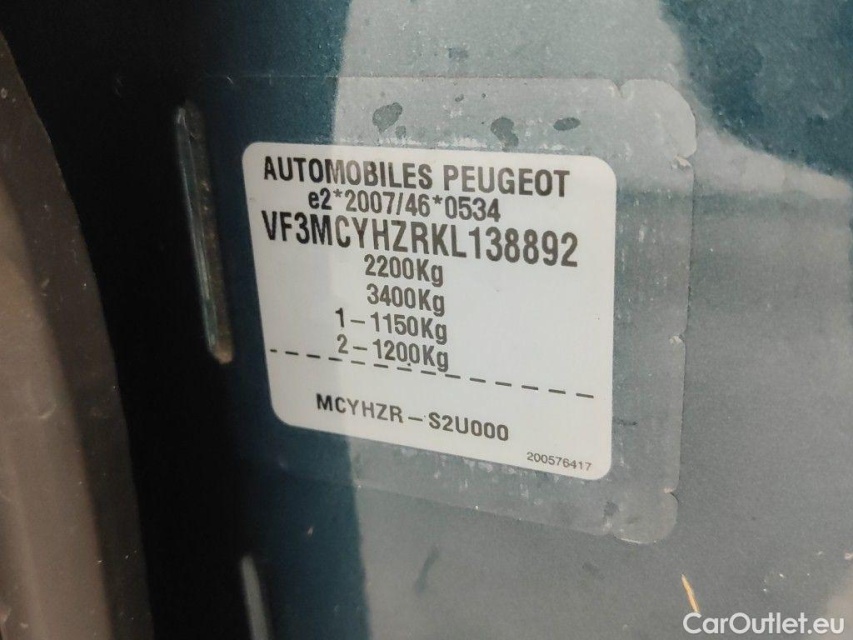 AUTOMOBILES PEUGEOT
e2*2007/46*0534
VF3MCYHZRKL138892
2200Kg
3400Kg
1-1150Kg
2-1200Kg
MCYHZR-S2U000
200576417
CarOutlet.eu